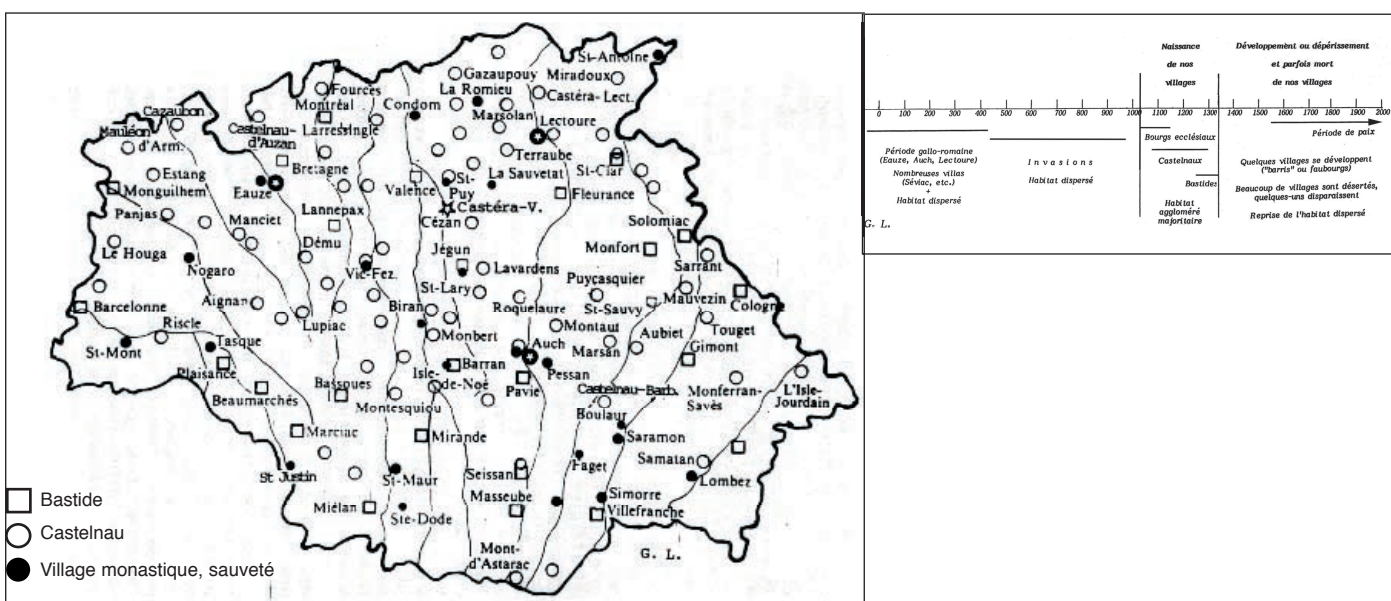 St-Antoine
Gazaupouy Miradoux
La Romieu
Fourcès
Montréal Condom Castéra-Lect.
Cazaubon
Marsolan Lectoure
Mauléon
d'Arm.
Castelnau-
d'Auzan
Larressingle
Terraube
Bretagne La Sauvetat St-Clar
Estang
Eauze Valence St-
Puy
Fleurance
Monguilhem
Castéra-V.
Panjas Manciet Lannepax
Cézan Solomiac
Le Houga Dému Jégun Monfort
Nogaro Vic-Fez. Lavardens Sarrant
Puycasquier
Aignan St-Lary
Barcelonne Biran Roquelaure St-Sauvy Mauvezin Cologne
Riscle Lupiac Montaut Touget
Tasque Monbert Aubiet
St-Mont Auch Marsan Gimont
Plaisance Barran Pessan
Bassoues Isle-
de-Noé
Pavie Castelnau-Barb. Monferran-
Savès
L'Isle-
Jourdain
Beaumarchés Montesquiou Boulaur
Marciac Mirande Saramon
St Justin St-Maur Seissan Faget Samatan
Lombez
Miélan Ste-Dode Masseube Simorre
Villefranche
Mont-
d'Astarac
G. L.
Bastide
Castelnau
Village monastique, sauveté
Naissance
de nos
villages
Développement ou dépérissement
et parfois mort
de nos villages
0 100 200 300 400 500 600 700 800 900 1000 1100 1200 1300 1400 1500 1600 1700 1800 1900 2000
Période de paix
Bourgs ecclésiaux
Période gallo-romaine
(Eauze, Auch, Lectoure)
Nombreuses villas
(Séviac, etc.)
+
Habitat dispersé
Invasions
Habitat dispersé
Castelnaux
Bastides
Habitat
aggloméré
majoritaire
Quelques villages se développent
("barris" ou faubourgs)
Beaucoup de villages sont désertés,
quelques-uns disparaissent
Reprise de l'habitat dispersé
G. L.